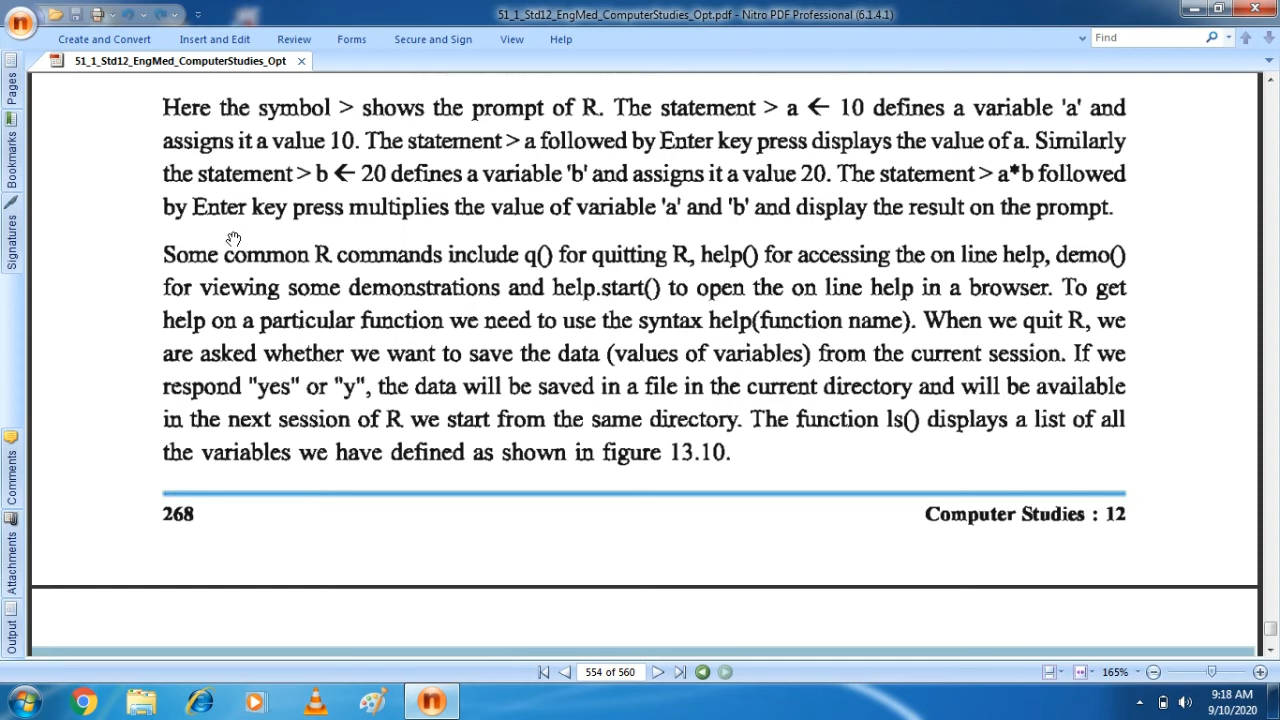 51_1_Std12_EngMed_ComputerStudies_Opt.pdf - Nitro PDF Professional (6.1.4.1)
Create and Convert Insert and Edit Review Forms Secure and Sign View Help Find
51_1_Std12_EngMed_ComputerStudies_Opt
Pages
Bookmarks
Signatures
Comments
Attachments
Output
Here the symbol > shows the prompt of R. The statement > a ← 10 defines a variable 'a' and
assigns it a value 10. The statement > a followed by Enter key press displays the value of a. Similarly
the statement > b ← 20 defines a variable 'b' and assigns it a value 20. The statement > a*b followed
by Enter key press multiplies the value of variable 'a' and 'b' and display the result on the prompt.
Some common R commands include q() for quitting R, help() for accessing the on line help, demo()
for viewing some demonstrations and help.start() to open the on line help in a browser. To get
help on a particular function we need to use the syntax help(function name). When we quit R, we
are asked whether we want to save the data (values of variables) from the current session. If we
respond "yes" or "y", the data will be saved in a file in the current directory and will be available
in the next session of R we start from the same directory. The function ls() displays a list of all
the variables we have defined as shown in figure 13.10.
268 Computer Studies : 12
554 of 560 165%
9:18 AM
9/10/2020